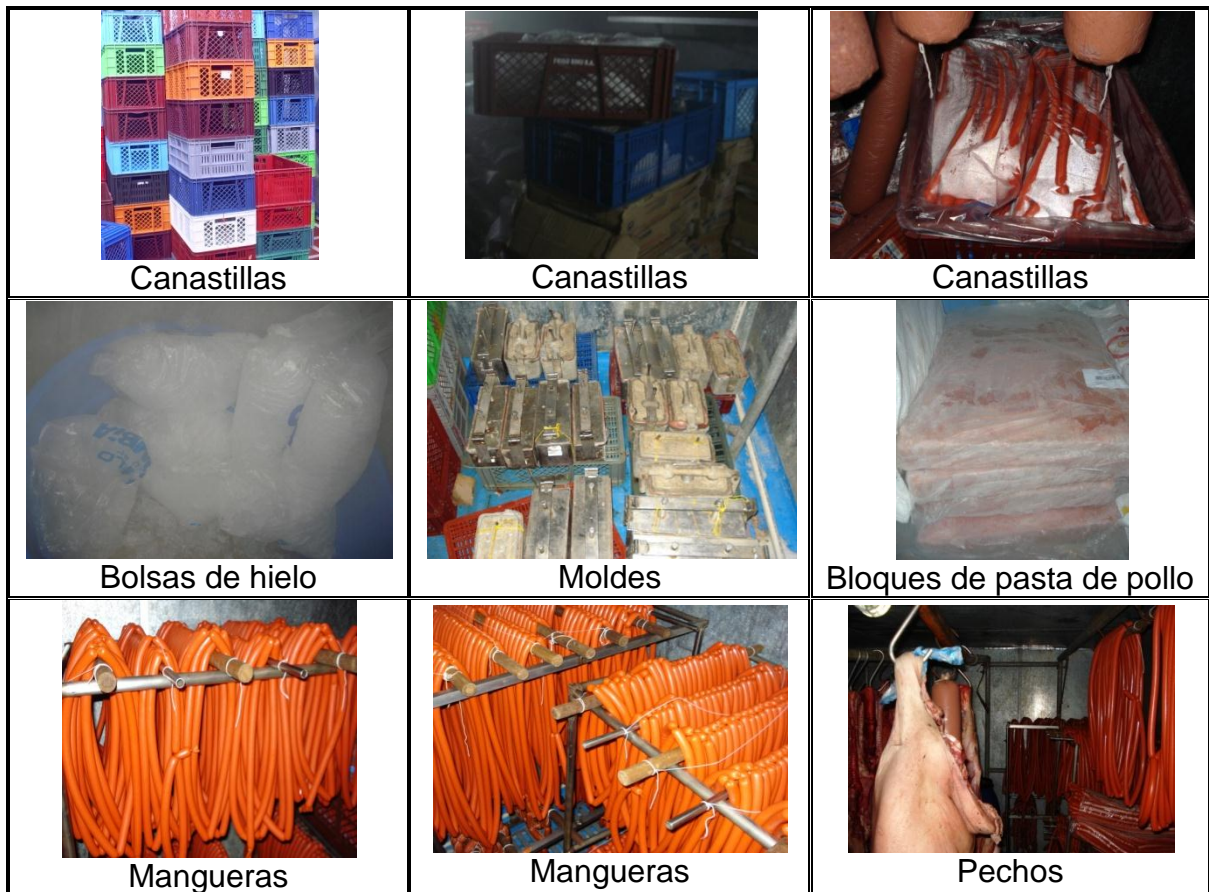 Canastillas
Canastillas
Canastillas
Bolsas de hielo
Moldes
Bloques de pasta de pollo
Mangueras
Mangueras
Pechos